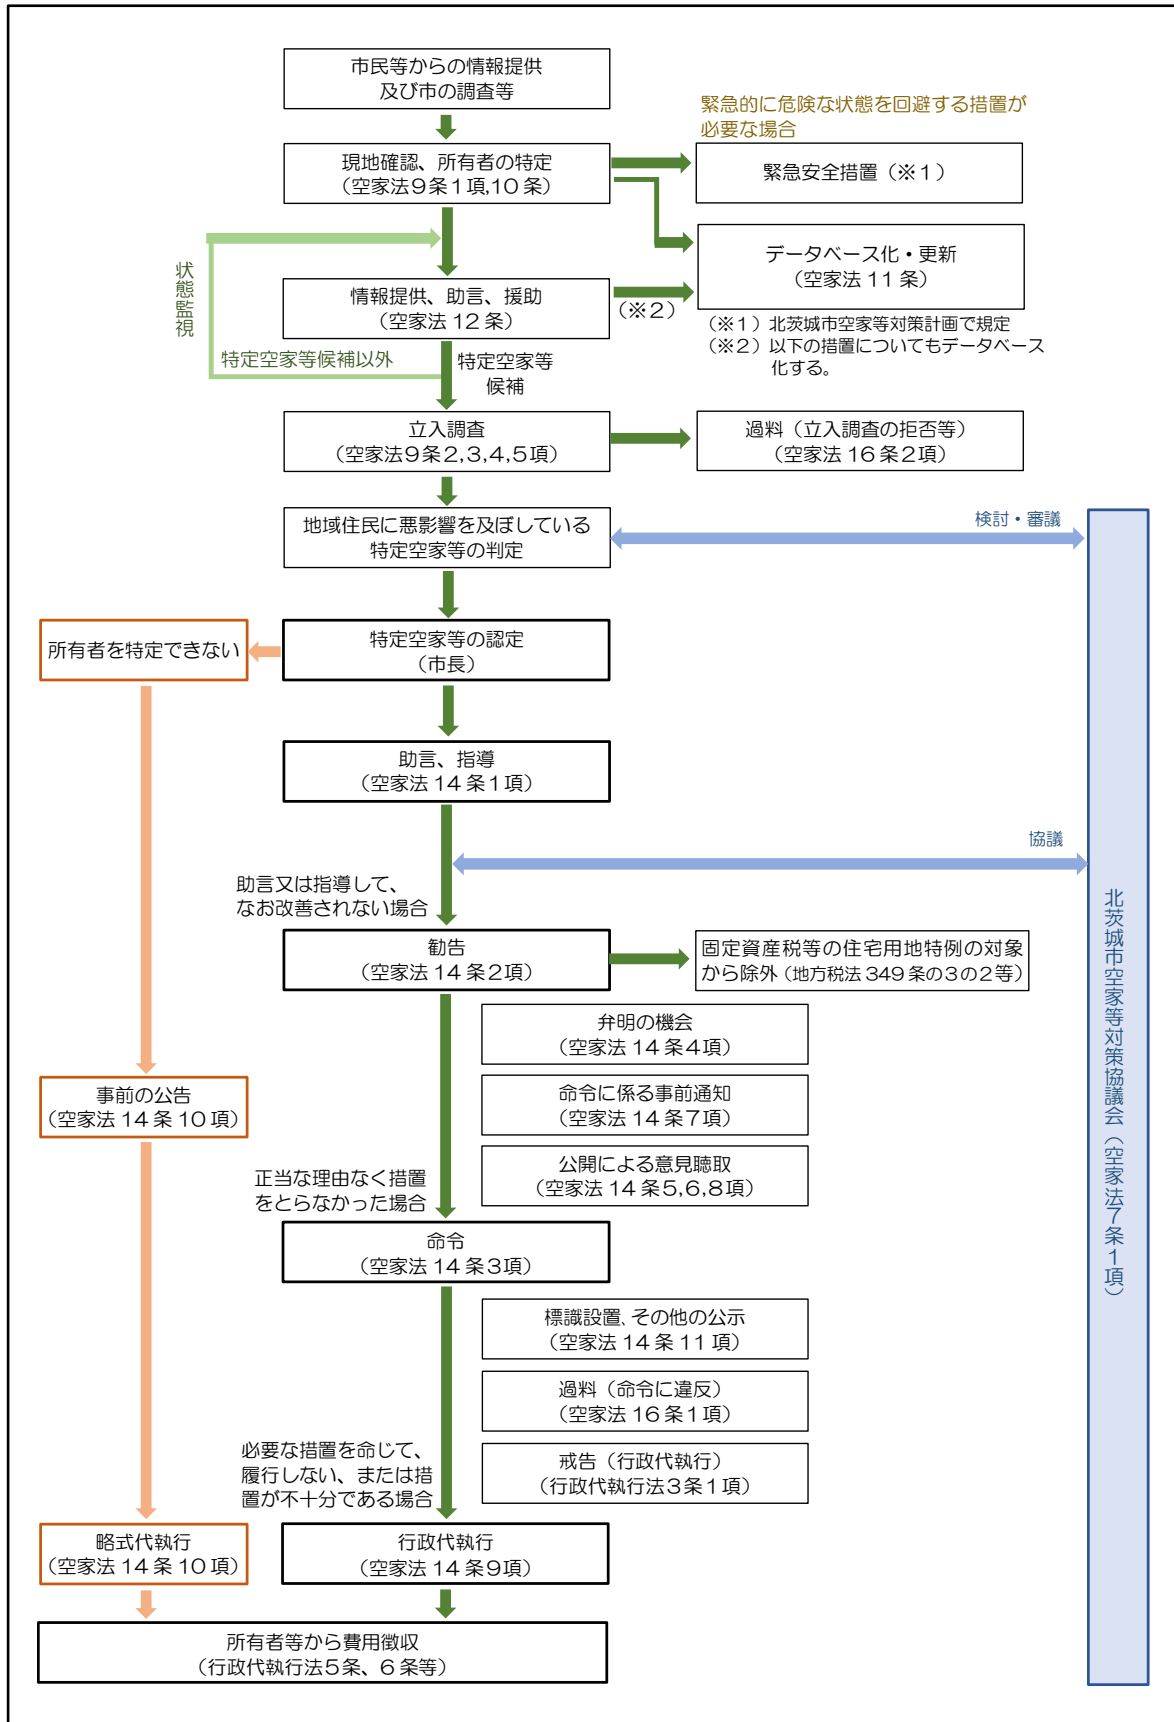 市民等からの情報提供
及び市の調査等
緊急的に危険な状態を回避する措置が
必要な場合
現地確認、所有者の特定
(空家法9条1項,10条)
緊急安全措置(※1)
データベース化・更新
(空家法11条)
状態監視
情報提供、助言、援助
(空家法12条)
(※2)
(※1)北茨城市空家等対策計画で規定
(※2)以下の措置についてもデータベース
化する。
特定空家等候補以外
特定空家等
候補
立入調査
(空家法9条2,3,4,5項)
過料(立入調査の拒否等)
(空家法16条2項)
地域住民に悪影響を及ぼしている
特定空家等の判定
検討・審議
所有者を特定できない
特定空家等の認定
(市長)
助言、指導
(空家法14条1項)
協議
助言又は指導して、
なお改善されない場合
北茨城市空家等対策協議会(空家法7条1項)
勧告
(空家法14条2項)
固定資産税等の住宅用地特例の対象
から除外(地方税法349条の3の2等)
弁明の機会
(空家法14条4項)
事前の公告
(空家法14条10項)
命令に係る事前通知
(空家法14条7項)
公開による意見聴取
(空家法14条5,6,8項)
正当な理由なく措置
をとらなかった場合
命令
(空家法14条3項)
標識設置、その他の公示
(空家法14条11項)
過料(命令に違反)
(空家法16条1項)
必要な措置を命じて、
履行しない、または措
置が不十分である場合
戒告(行政代執行)
(行政代執行法3条1項)
略式代執行
(空家法14条10項)
行政代執行
(空家法14条9項)
所有者等から費用徴収
(行政代執行法5条、6条等)